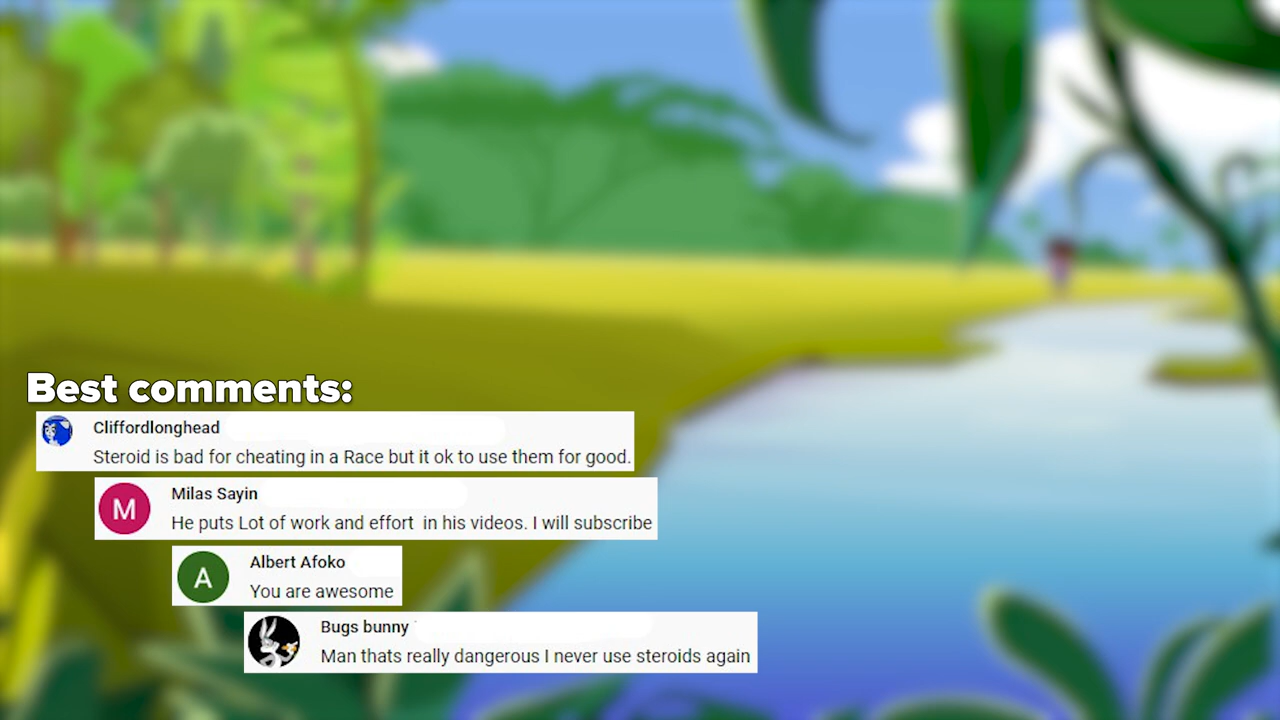 Best comments:
Cliffordlonghead
Steroid is bad for cheating in a Race but it ok to use them for good.
M
Milas Sayin
He puts Lot of work and effort in his videos. I will subscribe
A
Albert Afoko
You are awesome
Bugs bunny
Man thats really dangerous I never use steroids again